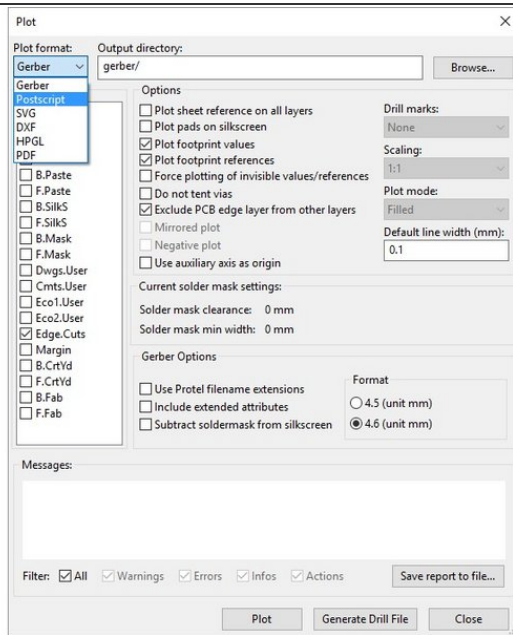 Plot
Plot format:
Output directory:
Gerber
gerber/
Browse...
Gerber
Postscript
SVG
DXF
HPGL
PDF
B.Paste
F.Paste
B.SilkS
F.SilkS
B.Mask
F.Mask
Dwgs.User
Cmts.User
Eco1.User
Eco2.User
Edge.Cuts
Margin
B.CrtYd
F.CrtYd
B.Fab
F.Fab
Options
Plot sheet reference on all layers
Plot pads on silkscreen
Plot footprint values
Plot footprint references
Force plotting of invisible values/references
Do not tent vias
Exclude PCB edge layer from other layers
Mirrored plot
Negative plot
Use auxiliary axis as origin
Drill marks:
None
Scaling:
1:1
Plot mode:
Filled
Default line width (mm):
0.1
Current solder mask settings:
Solder mask clearance: 0 mm
Solder mask min width: 0 mm
Gerber Options
Use Protel filename extensions
Include extended attributes
Subtract soldermask from silkscreen
Format
4.5 (unit mm)
4.6 (unit mm)
Messages:
Filter: All Warnings Errors Infos Actions
Save report to file...
Plot Generate Drill File Close